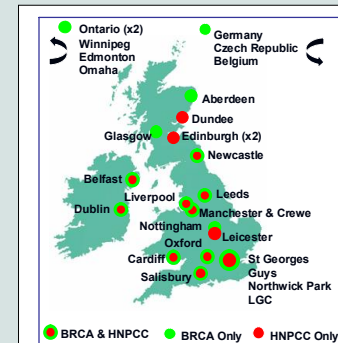 Ontario (x2)
Winnipeg
Edmonton
Omaha
Germany
Czech Republic
Belgium
Aberdeen
Dundee
Glasgow
Edinburgh (x2)
Newcastle
Belfast
Leeds
Liverpool
Dublin
Manchester & Crewe
Nottingham
Leicester
Oxford
Cardiff
St Georges
Guys
Northwick Park
LGC
Salisbury
BRCA & HNPCC
BRCA Only
HNPCC Only